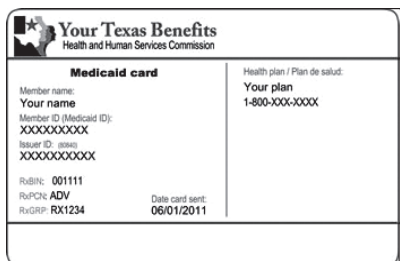 Your Texas Benefits
Health and Human Services Commission
Medicaid card
Member name:
Your name
Member ID (Medicaid ID):
XXXXXXXXX
Issuer ID: (80840)
XXXXXXXXXX
RxBIN: 001111
RxPCN: ADV
RxGRP: RX1234
Date card sent:
06/01/2011
Health plan / Plan de salud:
Your plan
1-800-XXX-XXXX